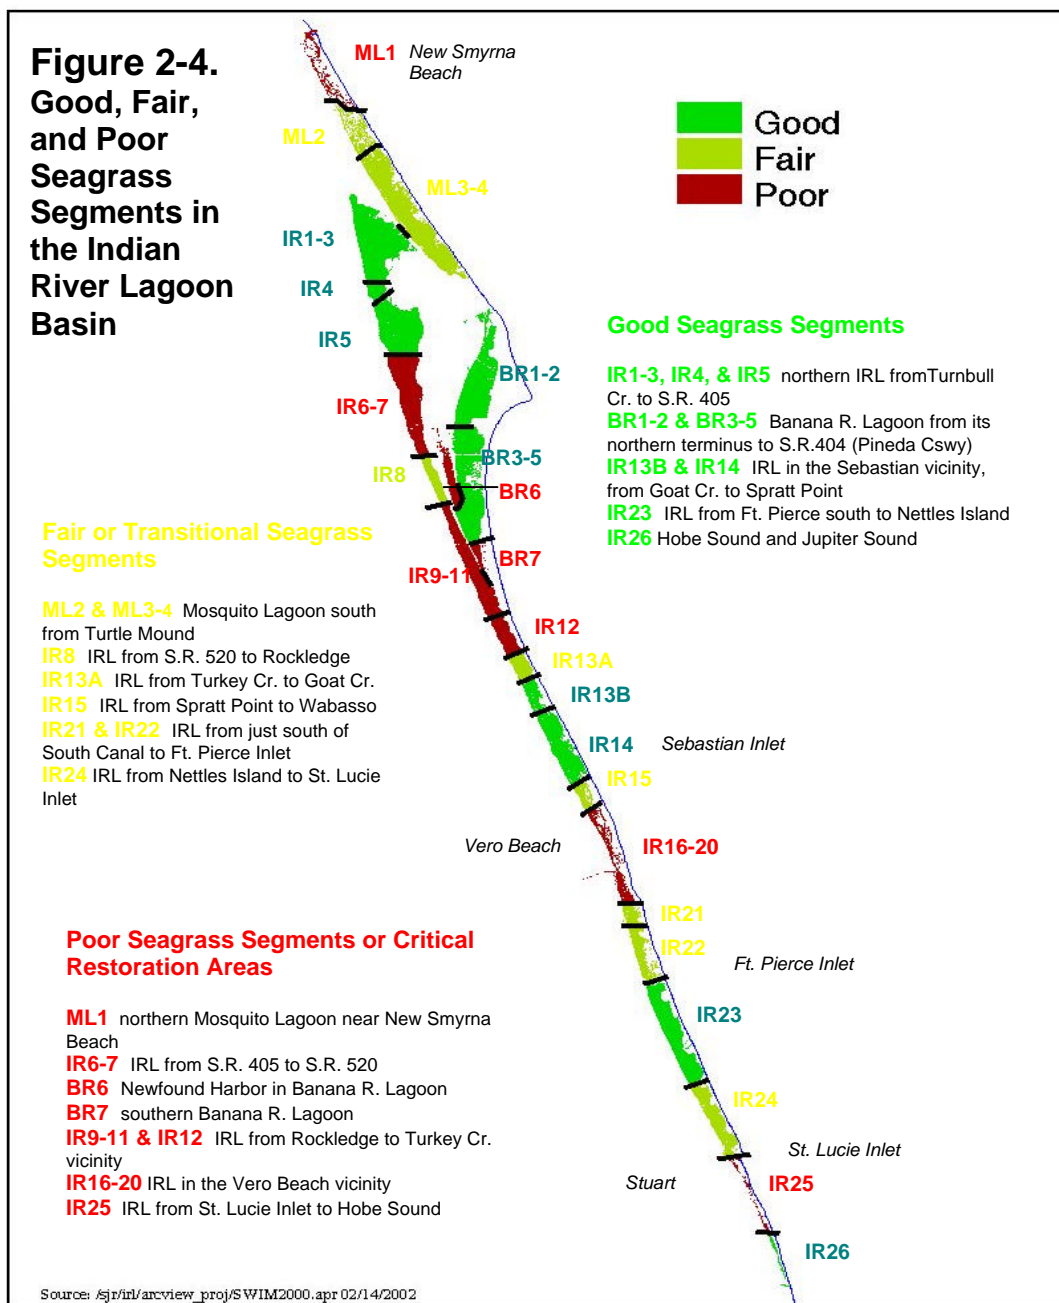 Figure 2-4.
Good, Fair,
and Poor
Seagrass
Segments in
the Indian
River Lagoon
Basin
ML1 New Smyrna
Beach
Good
Fair
Poor
ML2
ML3-4
IR1-3
IR4
IR5
BR1-2
IR6-7
BR3-5
IR8
BR6
BR7
IR9-11
IR12
IR13A
IR13B
IR14 Sebastian Inlet
IR15
Vero Beach
IR16-20
IR21
IR22
Ft. Pierce Inlet
IR23
IR24
St. Lucie Inlet
Stuart
IR25
IR26
Good Seagrass Segments
IR1-3, IR4, & IR5 northern IRL fromTurnbull
Cr. to S.R. 405
BR1-2 & BR3-5 Banana R. Lagoon from its
northern terminus to S.R.404 (Pineda Cswy)
IR13B & IR14 IRL in the Sebastian vicinity,
from Goat Cr. to Spratt Point
IR23 IRL from Ft. Pierce south to Nettles Island
IR26 Hobe Sound and Jupiter Sound
Fair or Transitional Seagrass
Segments
ML2 & ML3-4 Mosquito Lagoon south
from Turtle Mound
IR8 IRL from S.R. 520 to Rockledge
IR13A IRL from Turkey Cr. to Goat Cr.
IR15 IRL from Spratt Point to Wabasso
IR21 & IR22 IRL from just south of
South Canal to Ft. Pierce Inlet
IR24 IRL from Nettles Island to St. Lucie
Inlet
Poor Seagrass Segments or Critical
Restoration Areas
ML1 northern Mosquito Lagoon near New Smyrna
Beach
IR6-7 IRL from S.R. 405 to S.R. 520
BR6 Newfound Harbor in Banana R. Lagoon
BR7 southern Banana R. Lagoon
IR9-11 & IR12 IRL from Rockledge to Turkey Cr.
vicinity
IR16-20 IRL in the Vero Beach vicinity
IR25 IRL from St. Lucie Inlet to Hobe Sound
Source: /sjr/irl/arcview_proj/SWIM2000.apr 02/14/2002